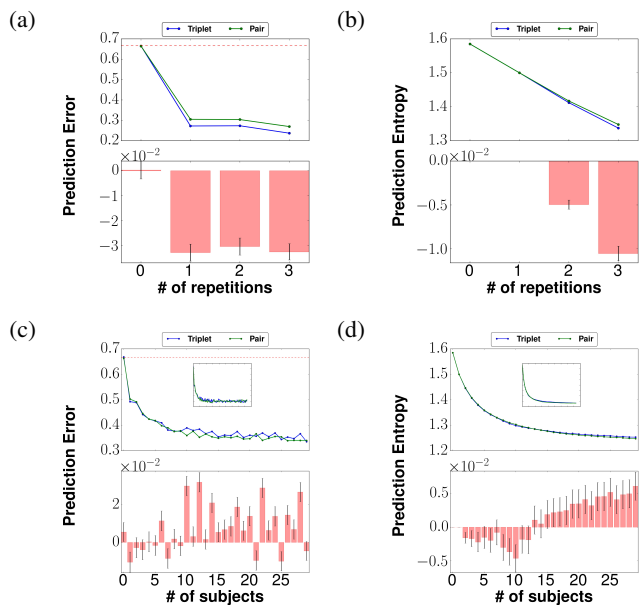 (a)
Triplet Pair
0.7
0.6
0.5
0.4
0.3
0.2
Prediction Error
×10⁻²
0
−1
−2
−3
0 1 2 3
# of repetitions
(b)
Triplet Pair
1.6
1.5
1.4
1.3
Prediction Entropy
×10⁻²
0.0
−0.5
−1.0
0 1 2 3
# of repetitions
(c)
Triplet Pair
0.7
0.6
0.5
0.4
0.3
Prediction Error
×10⁻²
2
0
0 5 10 15 20 25
# of subjects
(d)
Triplet Pair
1.6
1.5
1.4
1.3
1.2
Prediction Entropy
×10⁻²
0.5
0.0
−0.5
0 5 10 15 20 25
# of subjects